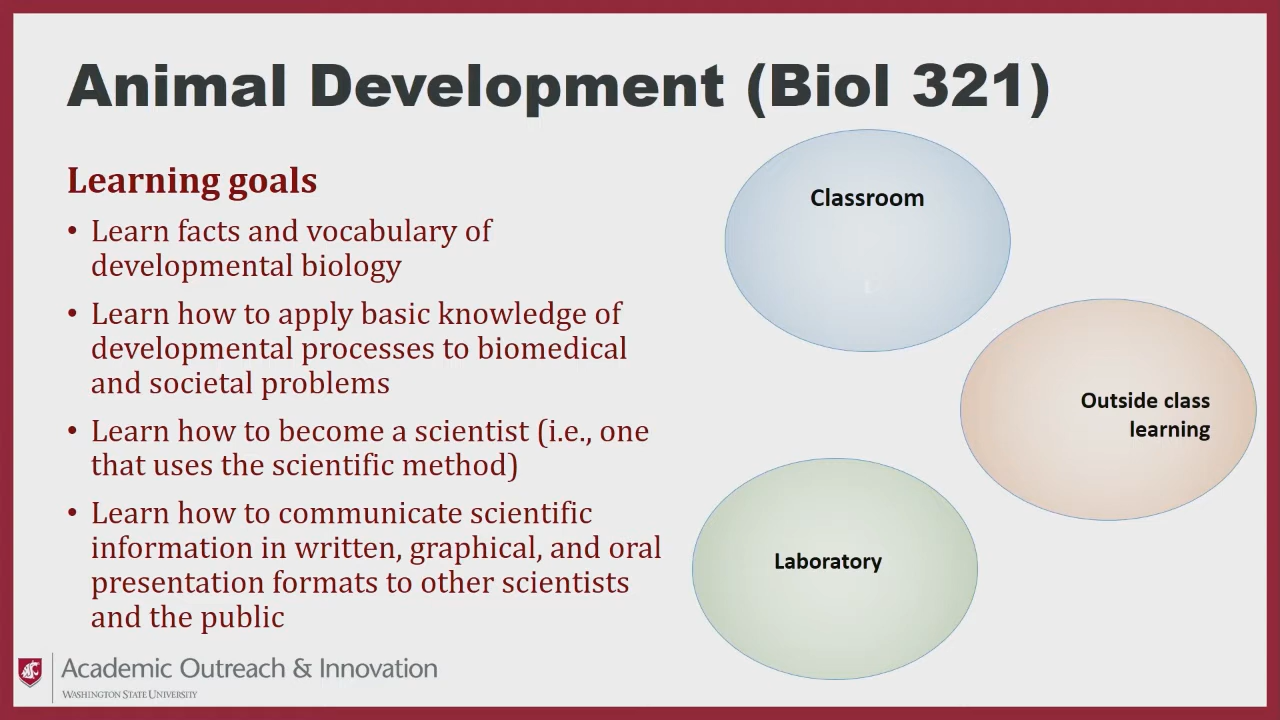 Animal Development (Biol 321)
Learning goals
• Learn facts and vocabulary of
developmental biology
• Learn how to apply basic knowledge of
developmental processes to biomedical
and societal problems
• Learn how to become a scientist (i.e., one
that uses the scientific method)
• Learn how to communicate scientific
information in written, graphical, and oral
presentation formats to other scientists
and the public
Classroom
Outside class
learning
Laboratory
Academic Outreach & Innovation
WASHINGTON STATE UNIVERSITY